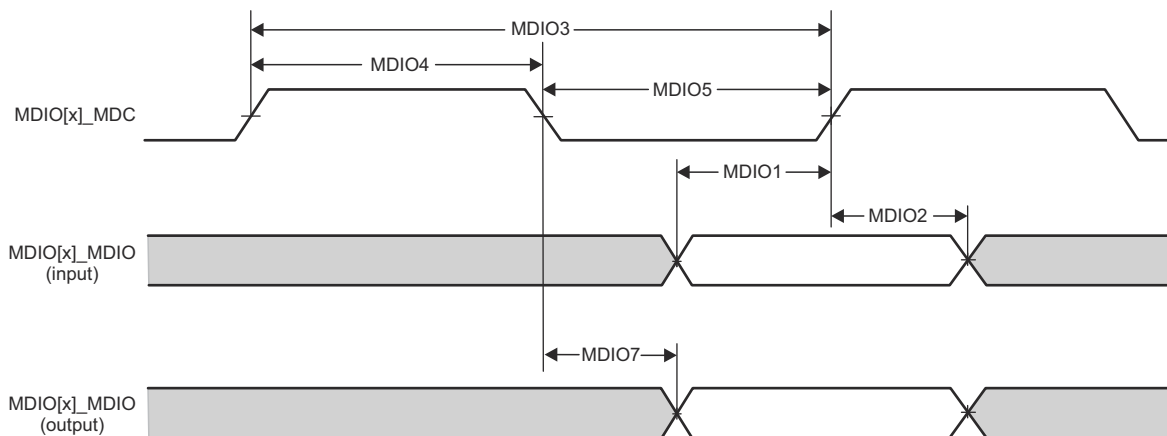 MDIO3
MDIO4
MDIO5
MDIO[x]_MDC
MDIO1
MDIO2
MDIO[x]_MDIO
(input)
MDIO7
MDIO[x]_MDIO
(output)